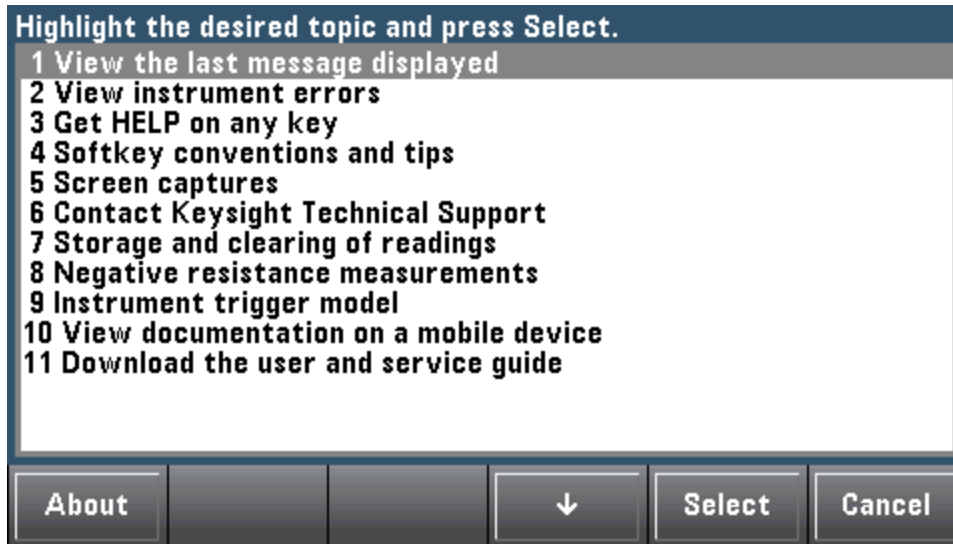 Highlight the desired topic and press Select.
1 View the last message displayed
2 View instrument errors
3 Get HELP on any key
4 Softkey conventions and tips
5 Screen captures
6 Contact Keysight Technical Support
7 Storage and clearing of readings
8 Negative resistance measurements
9 Instrument trigger model
10 View documentation on a mobile device
11 Download the user and service guide
About ↓ Select Cancel